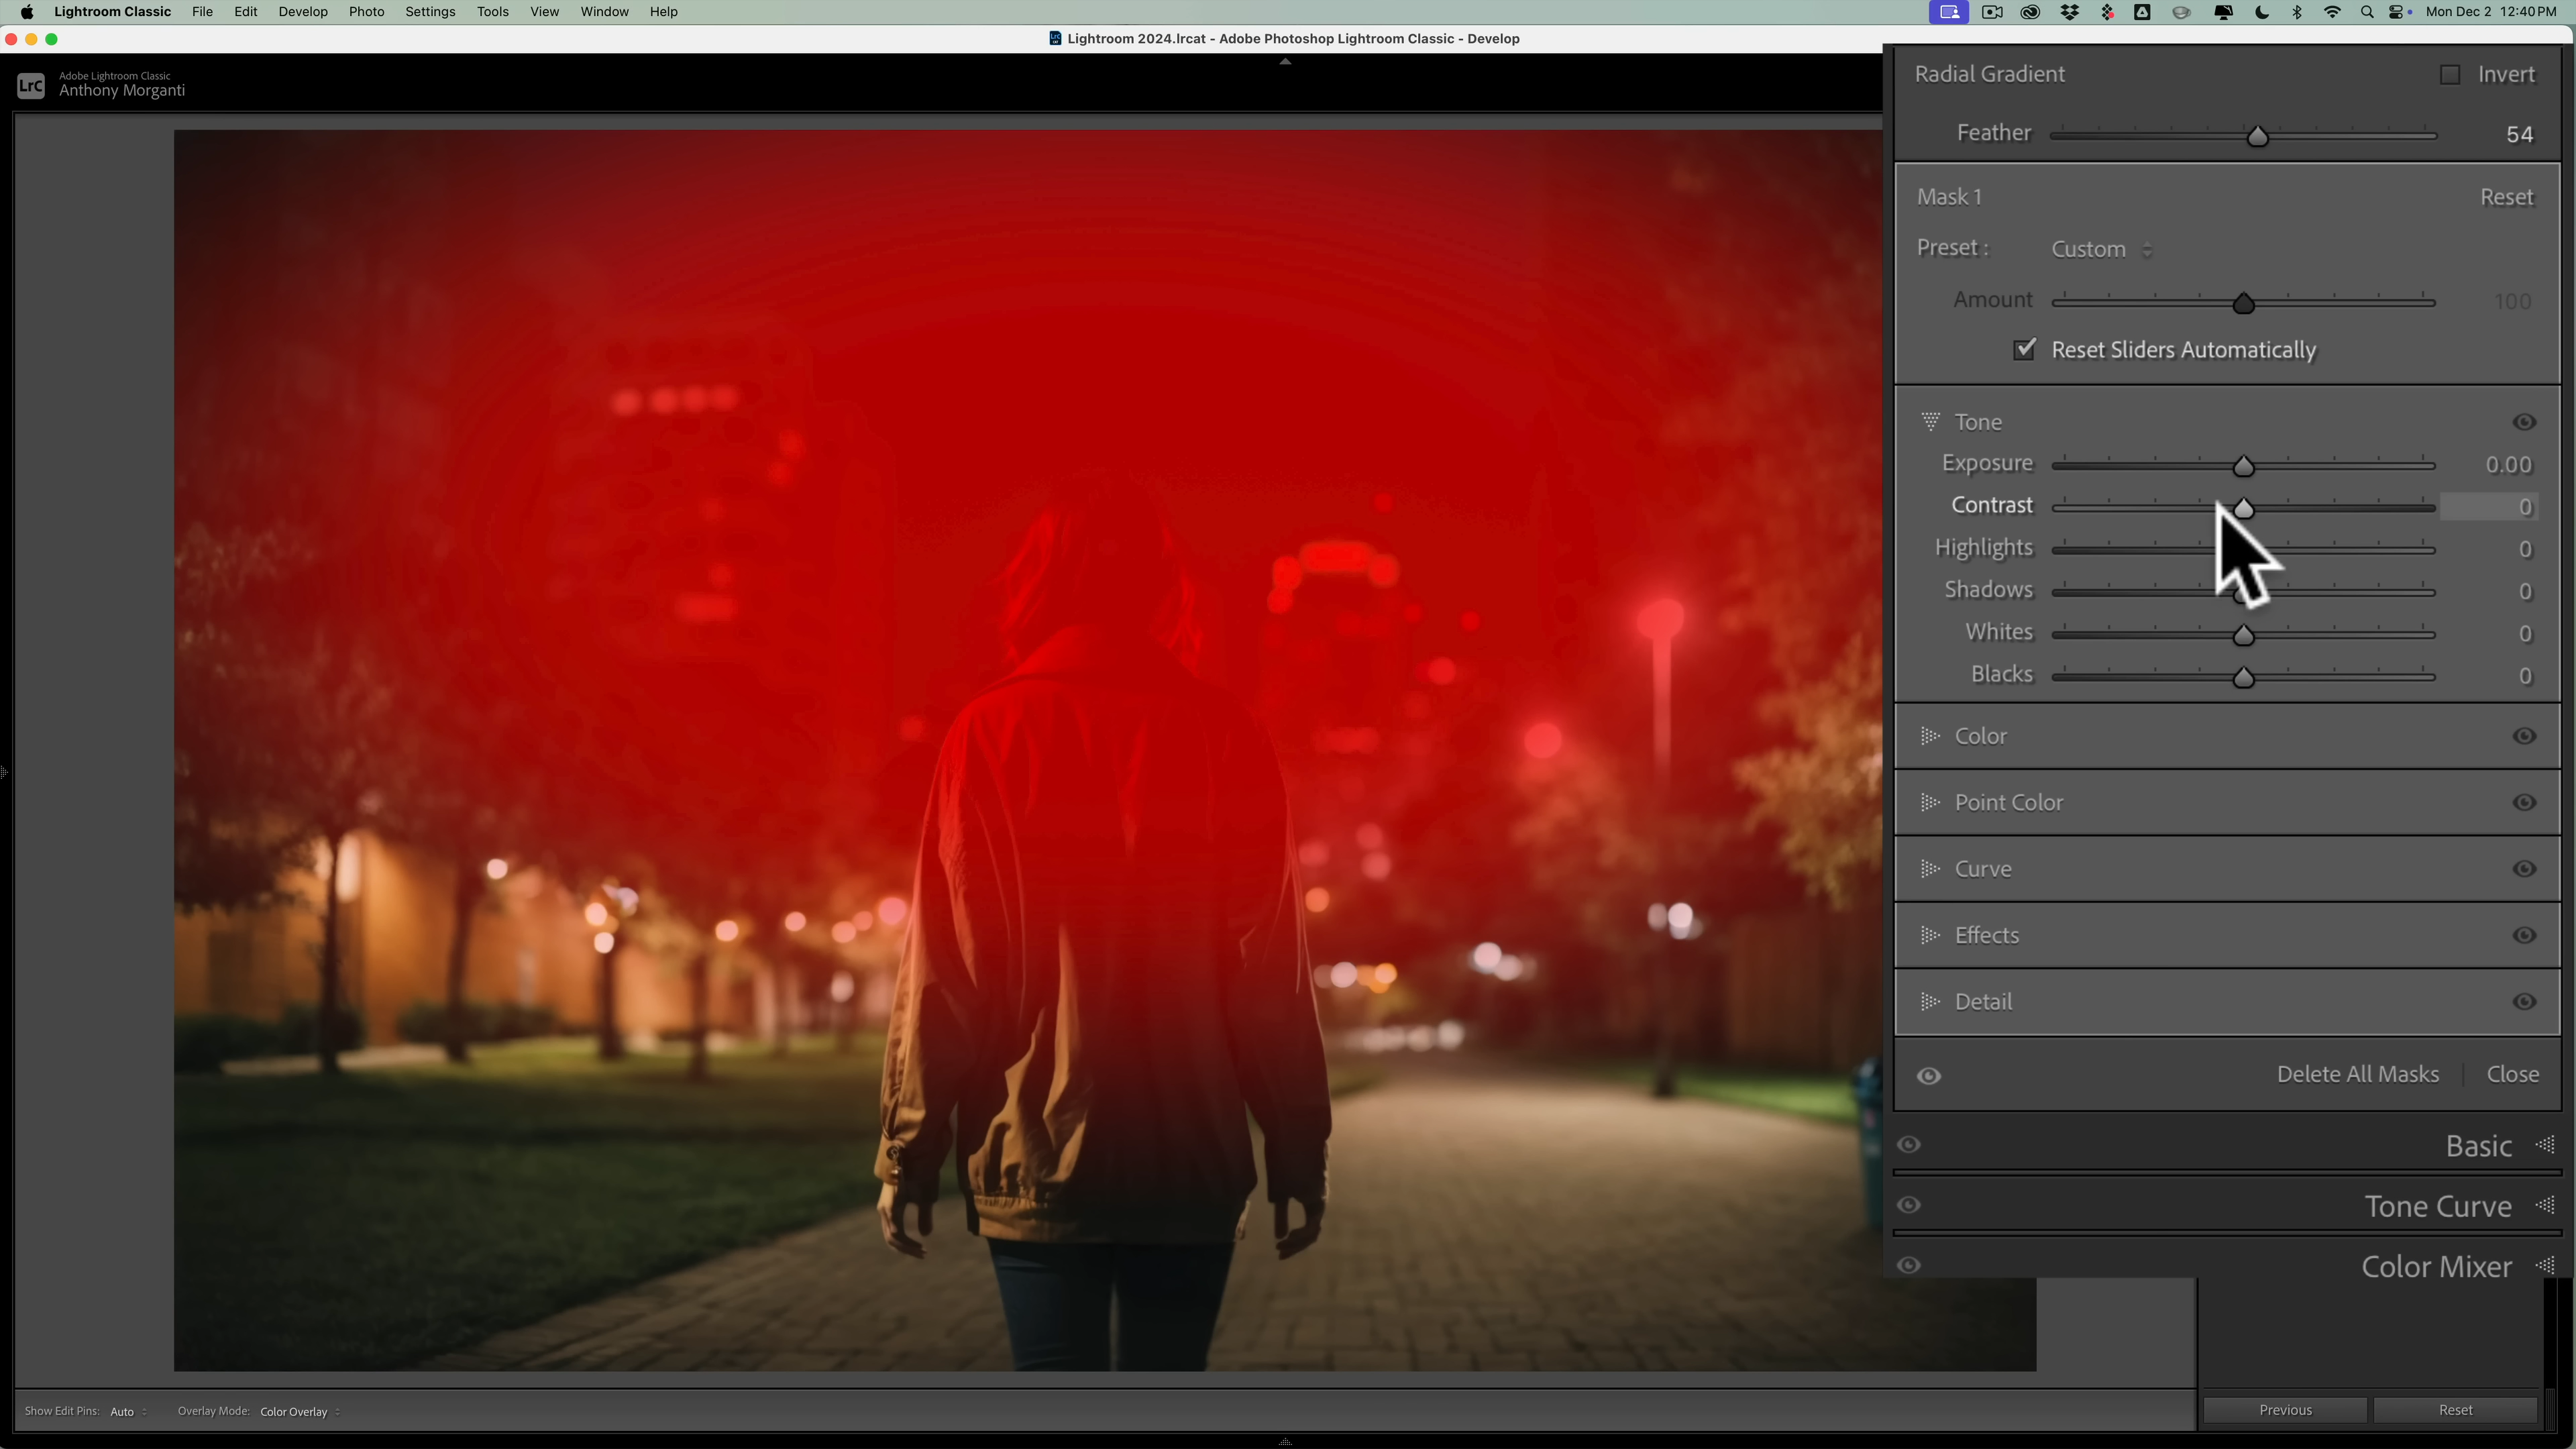 Lightroom Classic File Edit Develop Photo Settings Tools View Window Help Mon Dec 2 12:40 PM
Lightroom 2024.lrcat - Adobe Photoshop Lightroom Classic - Develop
LrC
Adobe Lightroom Classic
Anthony Morganti
Radial Gradient Invert
Feather 54
Mask 1 Reset
Preset : Custom
Amount 100
Reset Sliders Automatically
Tone
Exposure 0.00
Contrast 0
Highlights 0
Shadows 0
Whites 0
Blacks 0
Color
Point Color
Curve
Effects
Detail
Delete All Masks | Close
Basic
Tone Curve
Color Mixer
Show Edit Pins: Auto Overlay Mode: Color Overlay
Previous Reset